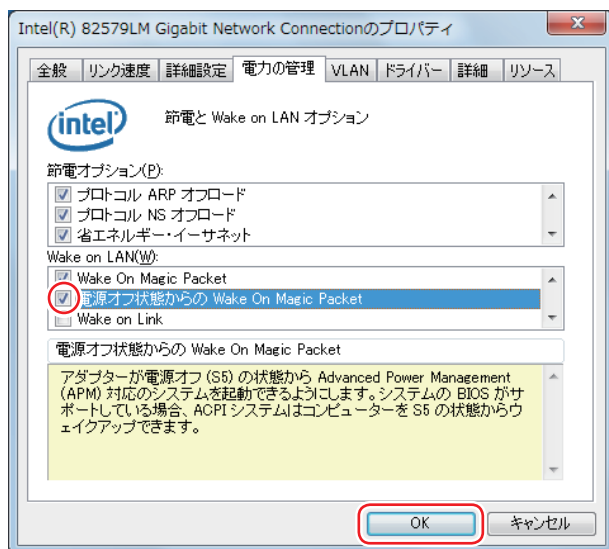 Intel(R) 82579LM Gigabit Network Connectionのプロパティ
全般 リンク速度 詳細設定 電力の管理 VLAN ドライバー 詳細 リソース
intel
節電と Wake on LAN オプション
節電オプション(P):
プロトコル ARP オフロード
プロトコル NS オフロード
省エネルギー・イーサネット
Wake on LAN(W):
Wake On Magic Packet
電源オフ状態からの Wake On Magic Packet
Wake on Link
電源オフ状態からの Wake On Magic Packet
アダプターが電源オフ (S5) の状態から Advanced Power Management
(APM) 対応のシステムを起動できるようにします。システムの BIOS がサ
ポートしている場合、ACPI システムはコンピューターを S5 の状態からウ
ェイクアップできます。
OK キャンセル